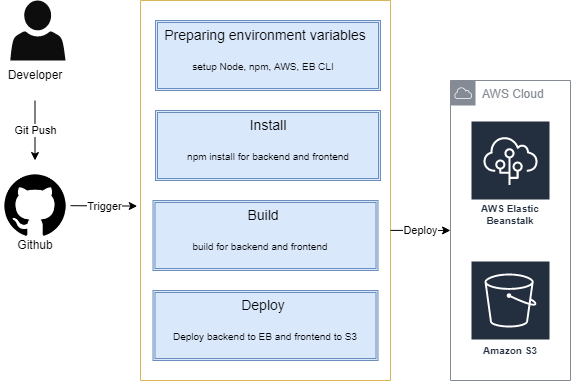 Developer
Git Push
Github
Trigger
Preparing environment variables
setup Node, npm, AWS, EB CLI
Install
npm install for backend and frontend
Build
build for backend and frontend
Deploy
Deploy backend to EB and frontend to S3
Deploy
AWS Cloud
AWS Elastic
Beanstalk
Amazon S3